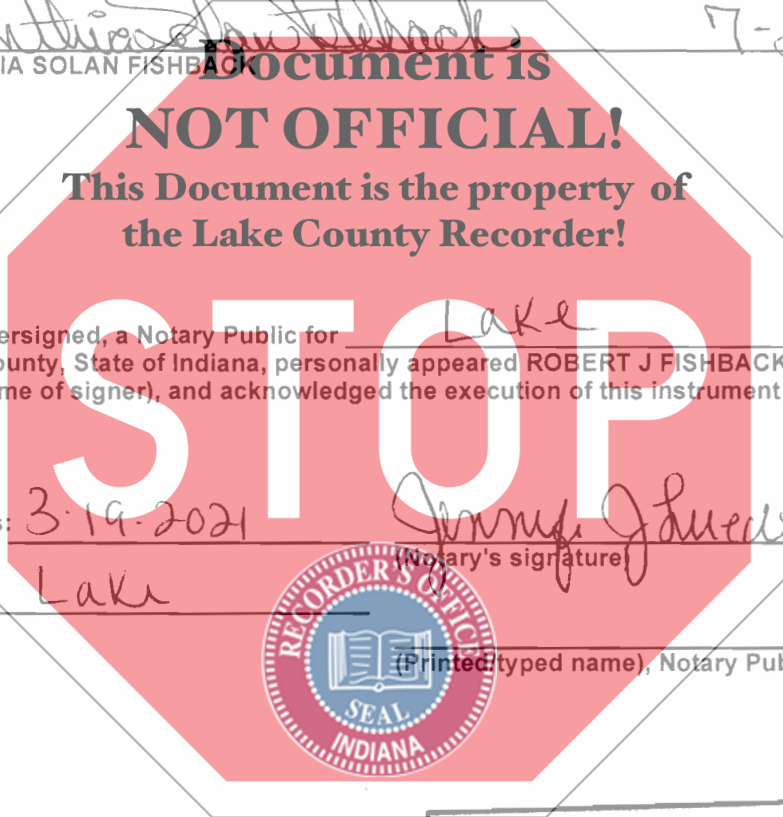 7-
IA SOLAN FISHBACK
Document is
NOT OFFICIAL!
This Document is the property of
the Lake County Recorder!
STOP
ersigned, a Notary Public for Lake
ounty, State of Indiana, personally appeared ROBERT J FISHBACK
me of signer), and acknowledged the execution of this instrument
s: 3-19-2021
Jennifer J
(Notary's signature)
Lake
RECORDER'S OFFICE
(Printed/typed name), Notary Pub
SEAL
INDIANA